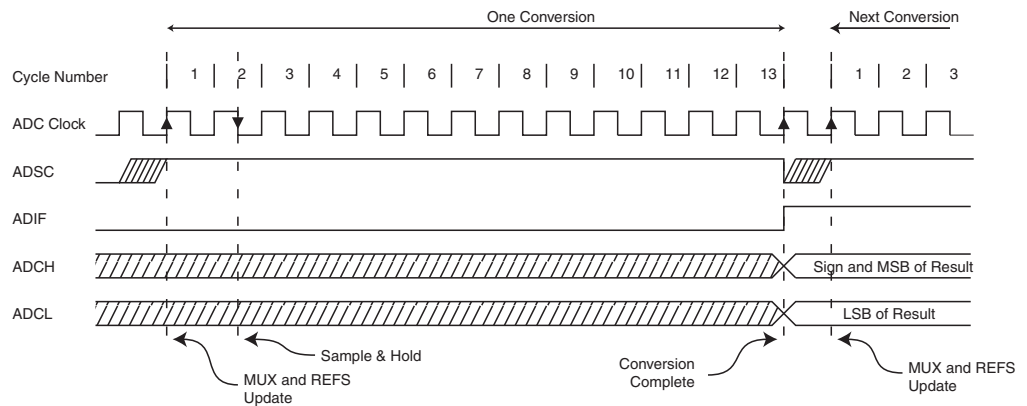 One Conversion
Next Conversion
Cycle Number 1 2 3 4 5 6 7 8 9 10 11 12 13 1 2 3
ADC Clock
ADSC
ADIF
ADCH
Sign and MSB of Result
ADCL
LSB of Result
Sample & Hold
MUX and REFS
Update
Conversion
Complete
MUX and REFS
Update